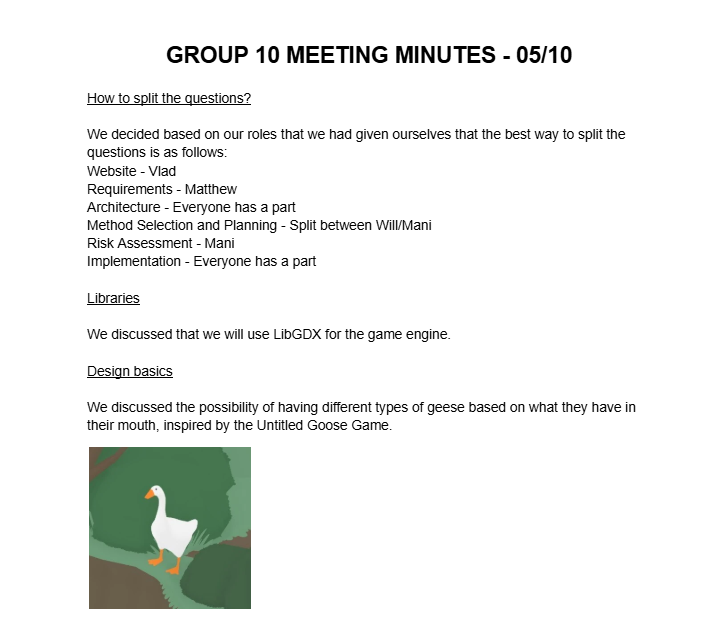 GROUP 10 MEETING MINUTES - 05/10
How to split the questions?
We decided based on our roles that we had given ourselves that the best way to split the
questions is as follows:
Website - Vlad
Requirements - Matthew
Architecture - Everyone has a part
Method Selection and Planning - Split between Will/Mani
Risk Assessment - Mani
Implementation - Everyone has a part
Libraries
We discussed that we will use LibGDX for the game engine.
Design basics
We discussed the possibility of having different types of geese based on what they have in
their mouth, inspired by the Untitled Goose Game.